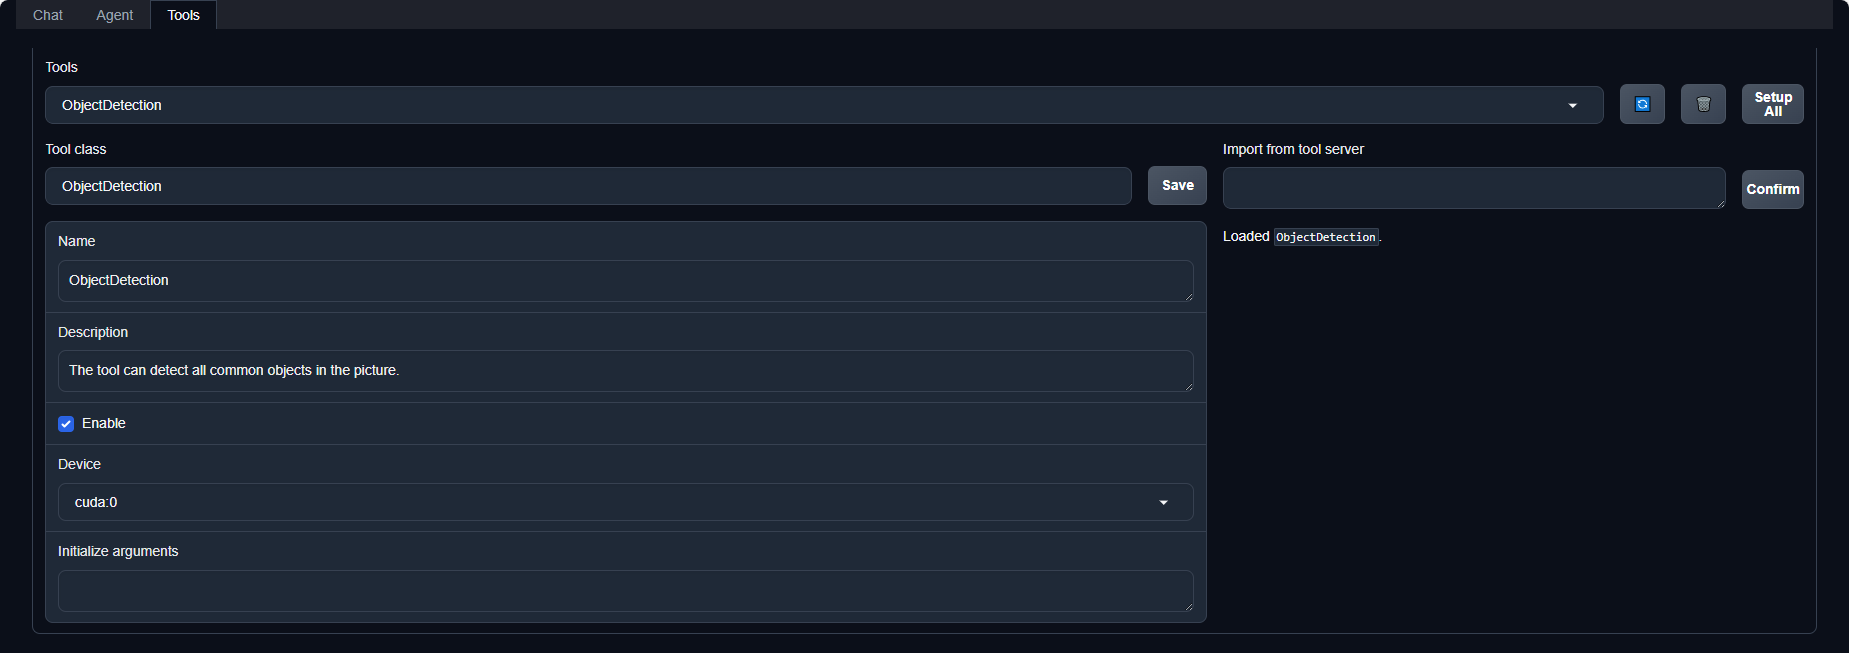 Chat Agent Tools
Tools
ObjectDetection
Setup
All
Tool class
ObjectDetection
Save
Import from tool server
Confirm
Loaded ObjectDetection.
Name
ObjectDetection
Description
The tool can detect all common objects in the picture.
Enable
Device
cuda:0
Initialize arguments